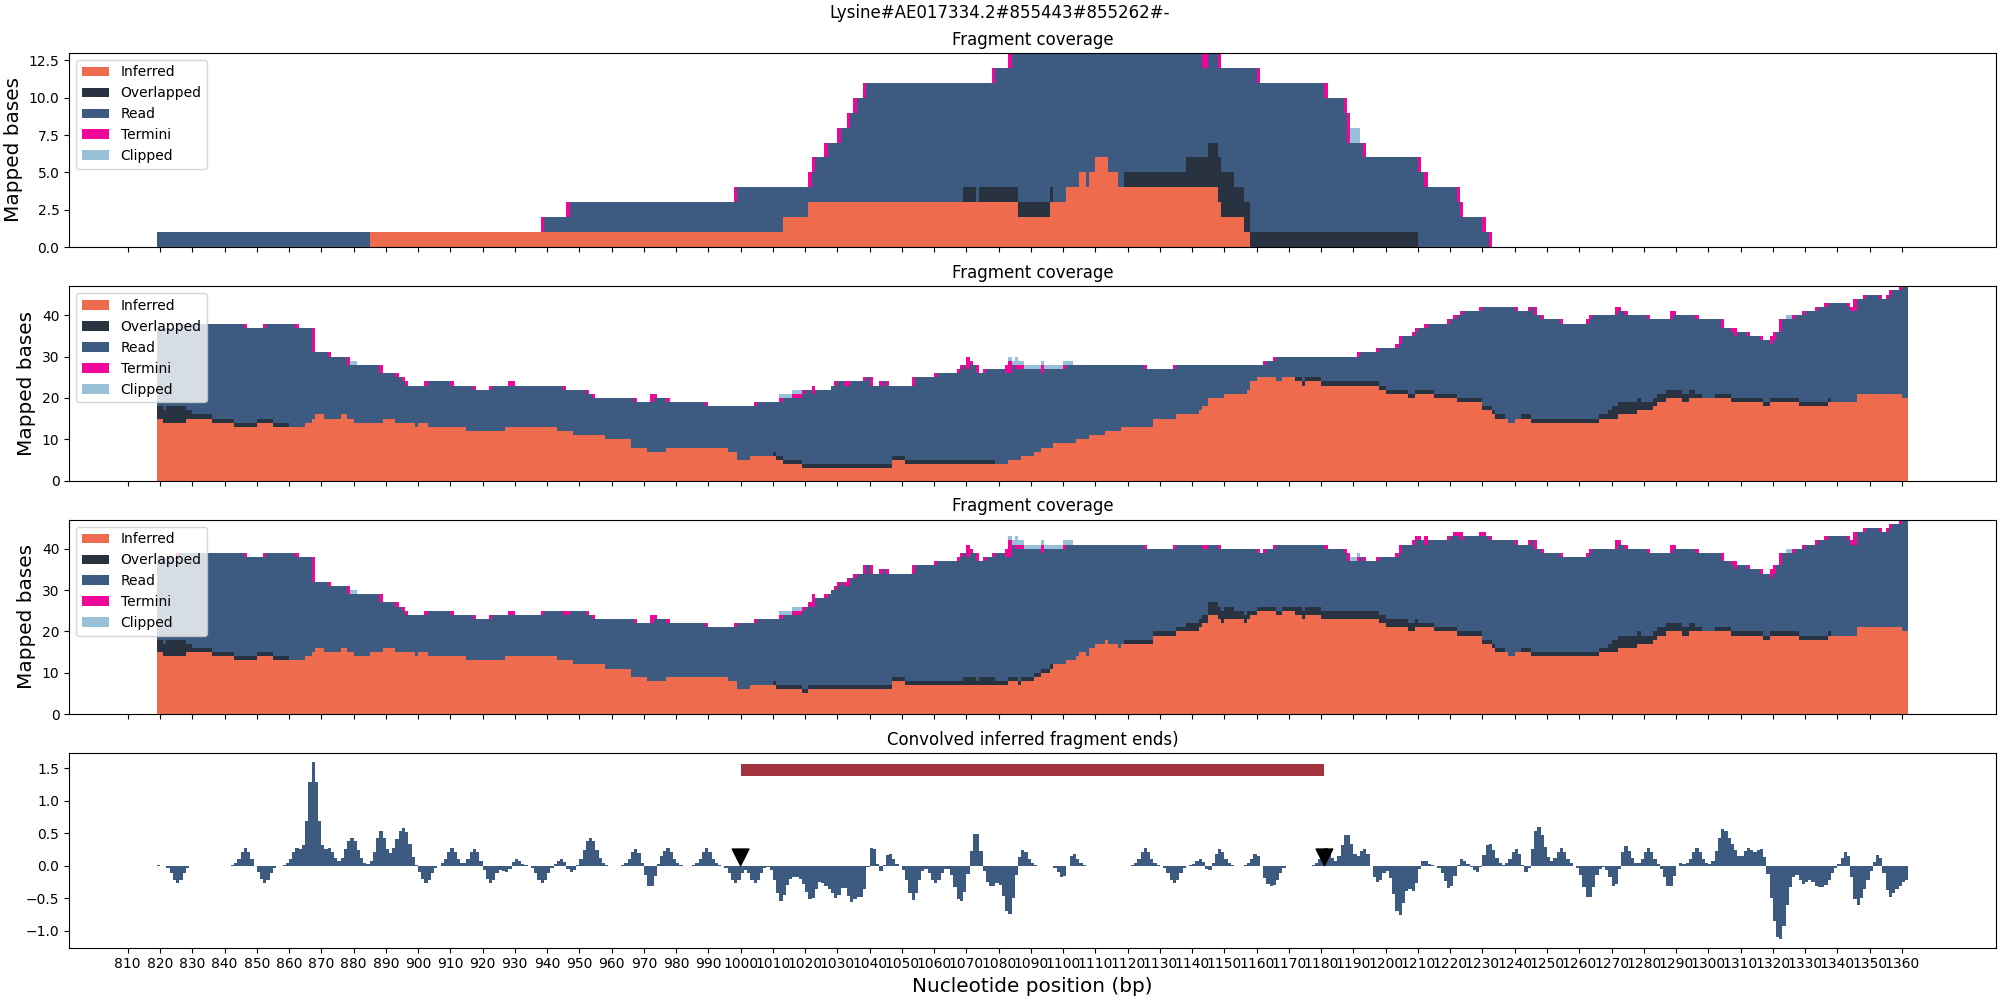 Lysine#AE017334.2#855443#855262#-
Fragment coverage
Mapped bases
12.5
10.0
7.5
5.0
2.5
0.0
Inferred
Overlapped
Read
Termini
Clipped
Fragment coverage
Mapped bases
40
30
20
10
0
Inferred
Overlapped
Read
Termini
Clipped
Fragment coverage
Mapped bases
40
30
20
10
0
Inferred
Overlapped
Read
Termini
Clipped
Convolved inferred fragment ends)
1.5
1.0
0.5
0.0
−0.5
−1.0
810 820 830 840 850 860 870 880 890 900 910 920 930 940 950 960 970 980 990 1000 1010 1020 1030 1040 1050 1060 1070 1080 1090 1100 1110 1120 1130 1140 1150 1160 1170 1180 1190 1200 1210 1220 1230 1240 1250 1260 1270 1280 1290 1300 1310 1320 1330 1340 1350 1360
Nucleotide position (bp)